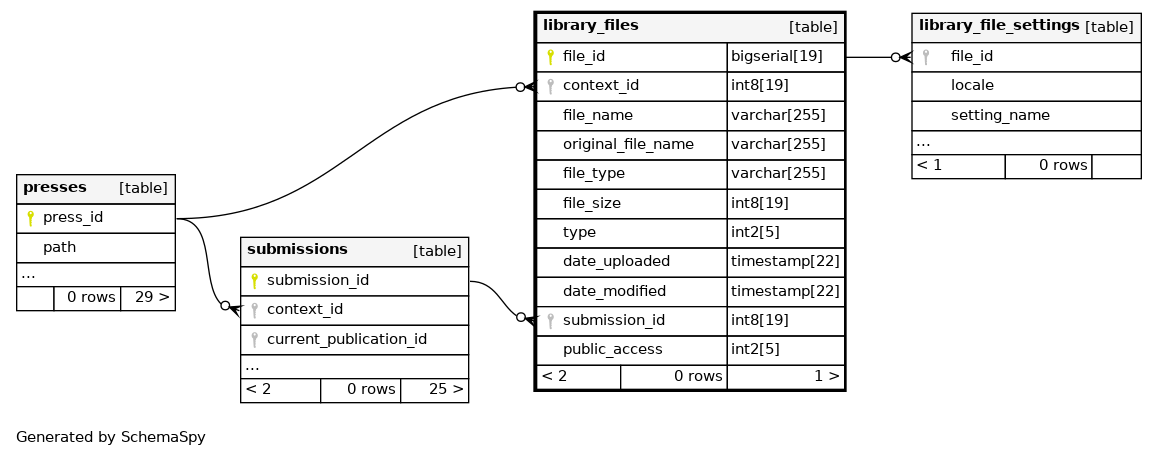 library_files [table]
file_id bigserial[19]
context_id int8[19]
file_name varchar[255]
original_file_name varchar[255]
file_type varchar[255]
file_size int8[19]
type int2[5]
date_uploaded timestamp[22]
date_modified timestamp[22]
submission_id int8[19]
public_access int2[5]
< 2 0 rows 1 >
library_file_settings [table]
file_id
locale
setting_name
...
< 1 0 rows
presses [table]
press_id
path
...
0 rows 29 >
submissions [table]
submission_id
context_id
current_publication_id
...
< 2 0 rows 25 >
Generated by SchemaSpy